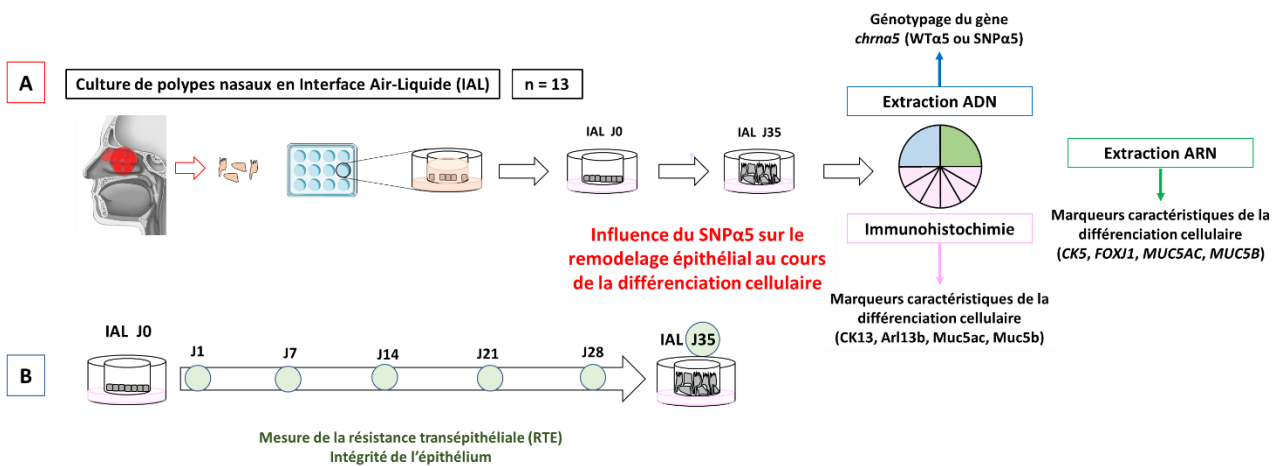 Génotypage du gène
chrna5 (WTα5 ou SNPα5)
A
Culture de polypes nasaux en Interface Air-Liquide (IAL)
n = 13
Extraction ADN
IAL J0
IAL J35
Extraction ARN
Marqueurs caractéristiques de la
différenciation cellulaire
(CK5, FOXJ1, MUC5AC, MUC5B)
Influence du SNPα5 sur le
remodelage épithélial au cours
de la différenciation cellulaire
Immunohistochimie
Marqueurs caractéristiques de la
différenciation cellulaire
(CK13, Arl13b, Muc5ac, Muc5b)
B
IAL J0
J1
J7
J14
J21
J28
IAL J35
Mesure de la résistance transépithéliale (RTE)
Intégrité de l’épithélium